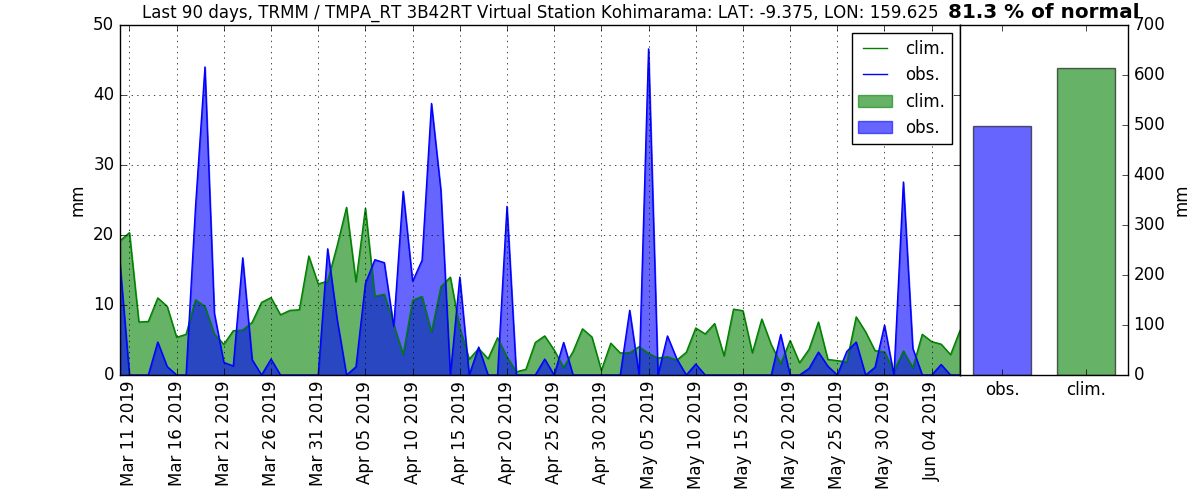 Last 90 days, TRMM / TMPA_RT 3B42RT Virtual Station Kohimarama: LAT: -9.375, LON: 159.625 81.3 % of normal
50
40
30
20
10
0
mm
clim.
obs.
clim.
obs.
Mar 11 2019
Mar 16 2019
Mar 21 2019
Mar 26 2019
Mar 31 2019
Apr 05 2019
Apr 10 2019
Apr 15 2019
Apr 20 2019
Apr 25 2019
Apr 30 2019
May 05 2019
May 10 2019
May 15 2019
May 20 2019
May 25 2019
May 30 2019
Jun 04 2019
700
600
500
400
300
200
100
0
mm
obs.
clim.